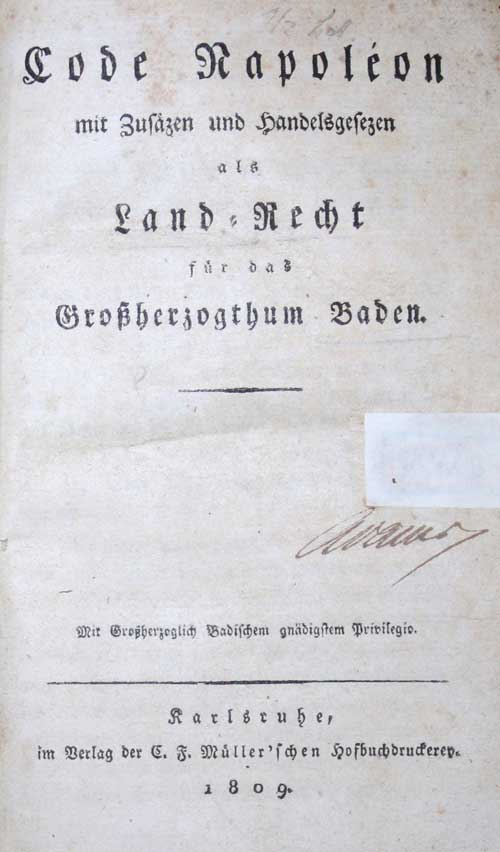 Code Napoléon
mit Zusäzen und Handelsgesezen
als
Land-Recht
für das
Großherzogthum Baden.
Mit Großherzoglich Badischem gnädigstem Privilegio.
Karlsruhe,
im Verlag der C. F. Müller'schen Hofbuchdruckerey.
1809.